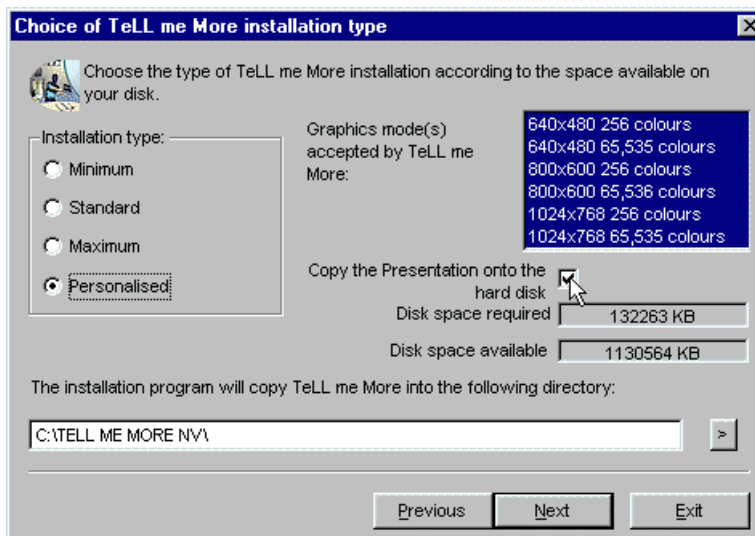 Choice of TeLL me More installation type
Choose the type of TeLL me More installation according to the space available on
your disk.
Installation type:
Minimum
Standard
Maximum
Personalised
Graphics mode(s)
accepted by TeLL me
More:
640x480 256 colours
640x480 65,535 colours
800x600 256 colours
800x600 65,536 colours
1024x768 256 colours
1024x768 65,535 colours
Copy the Presentation onto the
hard disk
Disk space required
132263 KB
Disk space available
1130564 KB
The installation program will copy TeLL me More into the following directory:
C:\TELL ME MORE NV\
>
Previous
Next
Exit